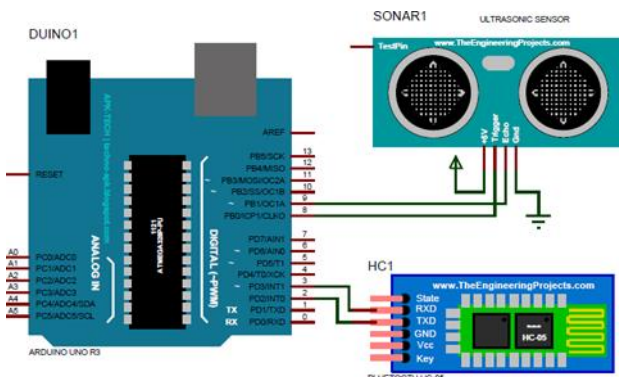 SONAR1
ULTRASONIC SENSOR
DUINO1
TestPin
www.TheEngineeringProjects.com
+5V
Trigger
Echo
Gnd
AREF
PB5/SCK 13
PB4/MISO 12
~ PB3/MOSI/OC2A 11
~ PB2/SS/OC1B 10
~ PB1/OC1A 9
PB0/ICP1/CLKO 8
RESET
1121
ATMEGA328P-PU
DIGITAL (~PWM)
ANALOG IN
PD7/AIN1 7
~ PD6/AIN0 6
~ PD5/T1 5
PD4/T0/XCK 4
~ PD3/INT1 3
PD2/INT0 2
TX PD1/TXD 1
RX PD0/RXD 0
A0 PC0/ADC0
A1 PC1/ADC1
A2 PC2/ADC2
A3 PC3/ADC3
A4 PC4/ADC4/SDA
A5 PC5/ADC5/SCL
ARDUINO UNO R3
HC1
www.TheEngineeringProjects.com
State
RXD
TXD
GND
Vcc
Key
HC-05